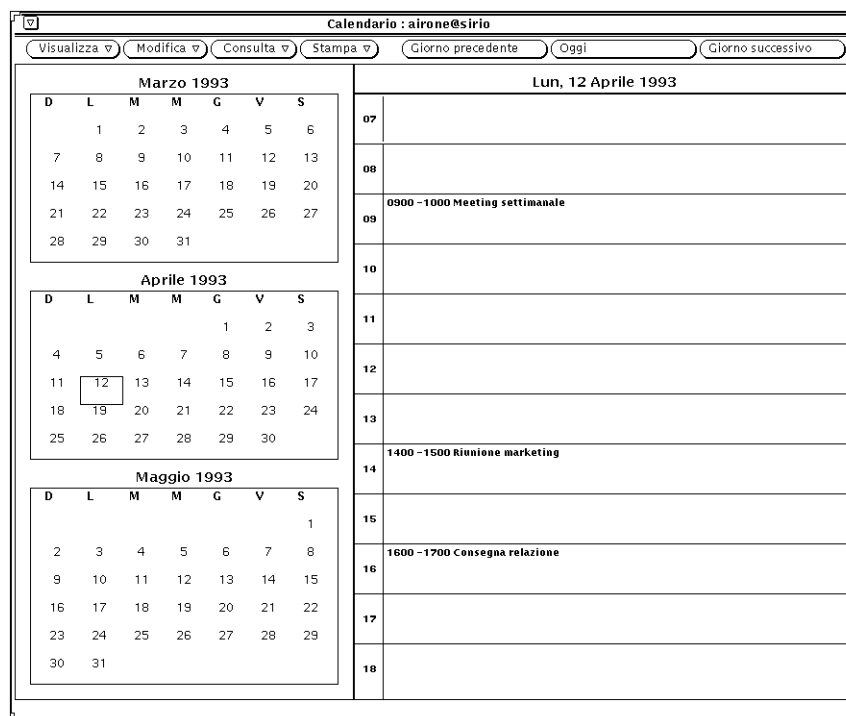 Calendario : airone@sirio
Visualizza Modifica Consulta Stampa Giorno precedente Oggi Giorno successivo
Marzo 1993
D L M M G V S
1 2 3 4 5 6
7 8 9 10 11 12 13
14 15 16 17 18 19 20
21 22 23 24 25 26 27
28 29 30 31
Aprile 1993
D L M M G V S
1 2 3
4 5 6 7 8 9 10
11 12 13 14 15 16 17
18 19 20 21 22 23 24
25 26 27 28 29 30
Maggio 1993
D L M M G V S
1
2 3 4 5 6 7 8
9 10 11 12 13 14 15
16 17 18 19 20 21 22
23 24 25 26 27 28 29
30 31
Lun, 12 Aprile 1993
07
08
0900 -1000 Meeting settimanale
09
10
11
12
13
1400 -1500 Riunione marketing
14
15
1600 -1700 Consegna relazione
16
17
18